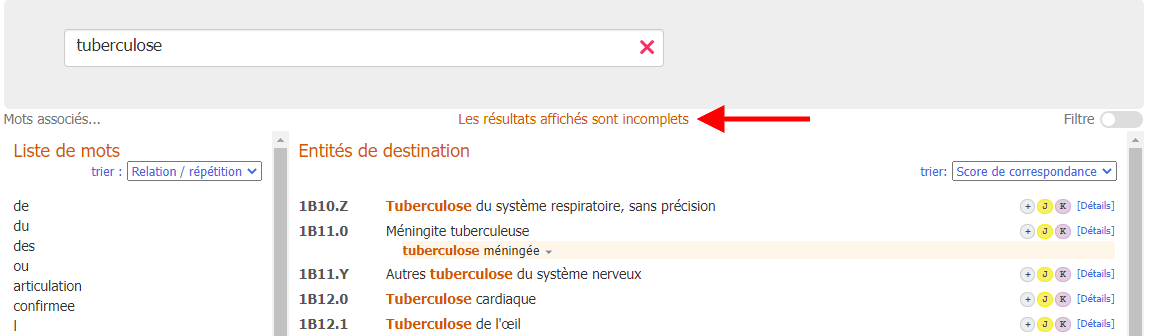 tuberculose
Mots associés...
Les résultats affichés sont incomplets
Filtre
Liste de mots
trier : Relation / répétition
de
du
des
ou
articulation
confirmee
l
Entités de destination
trier: Score de correspondance
1B10.Z Tuberculose du système respiratoire, sans précision + J K [Détails]
1B11.0 Méningite tuberculeuse + J K [Détails]
tuberculose méningée
1B11.Y Autres tuberculose du système nerveux + J K [Détails]
1B12.0 Tuberculose cardiaque + J K [Détails]
1B12.1 Tuberculose de l'œil + J K [Détails]